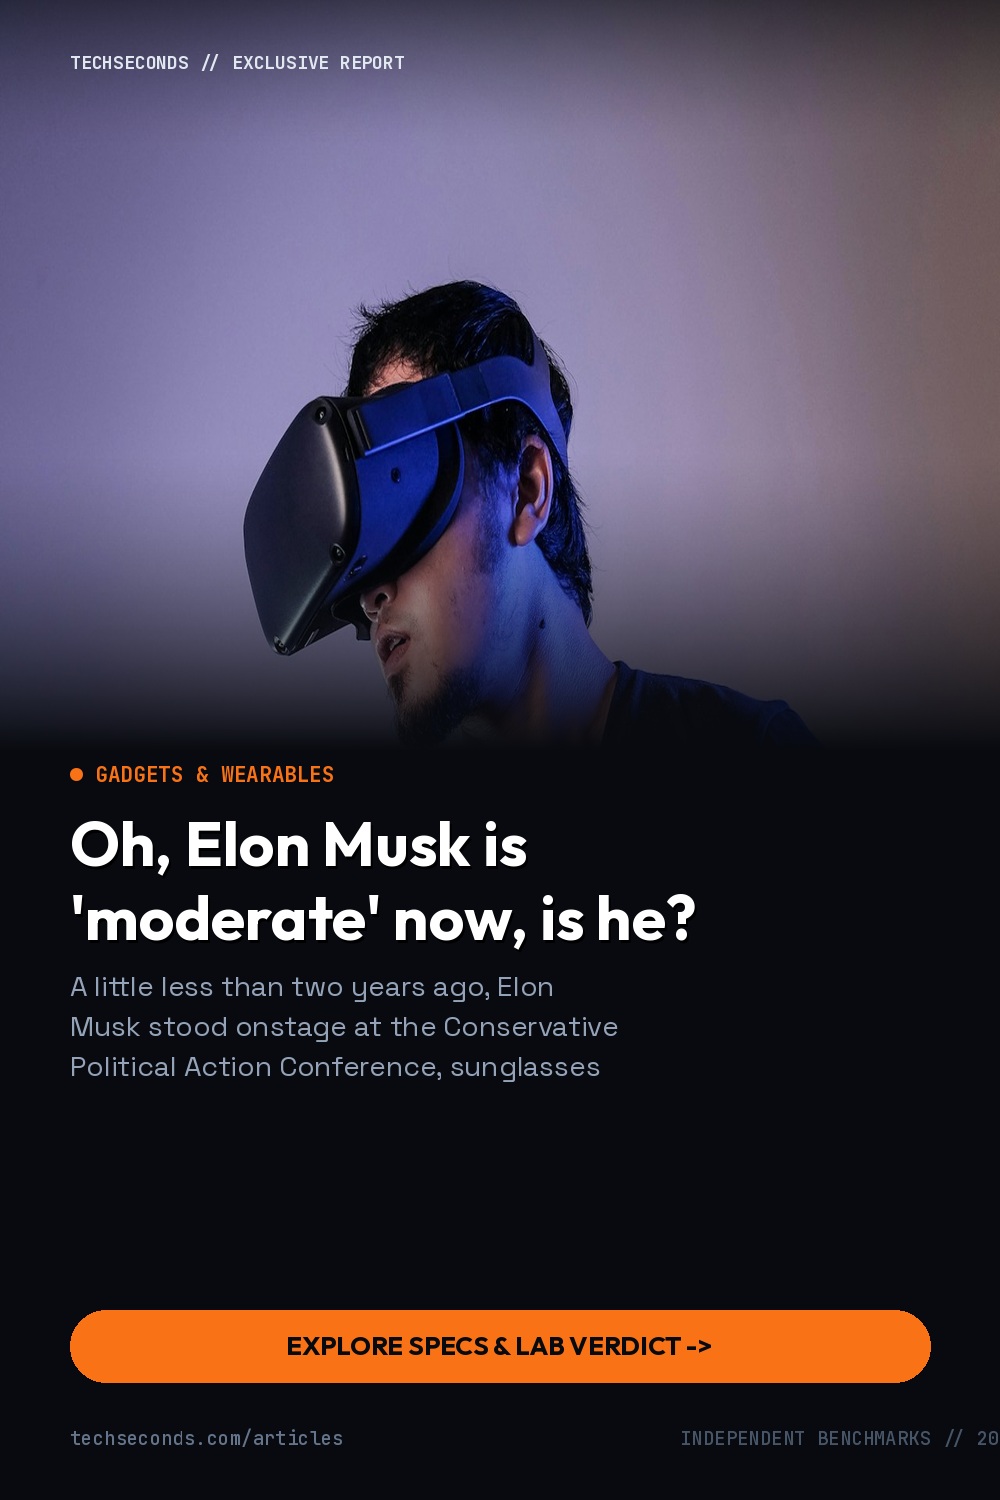 TECHSECONDS // EXCLUSIVE REPORT
GADGETS & WEARABLES
Oh, Elon Musk is
'moderate' now, is he?
A little less than two years ago, Elon
Musk stood onstage at the Conservative
Political Action Conference, sunglasses
EXPLORE SPECS & LAB VERDICT ->
techseconds.com/articles
INDEPENDENT BENCHMARKS // 20